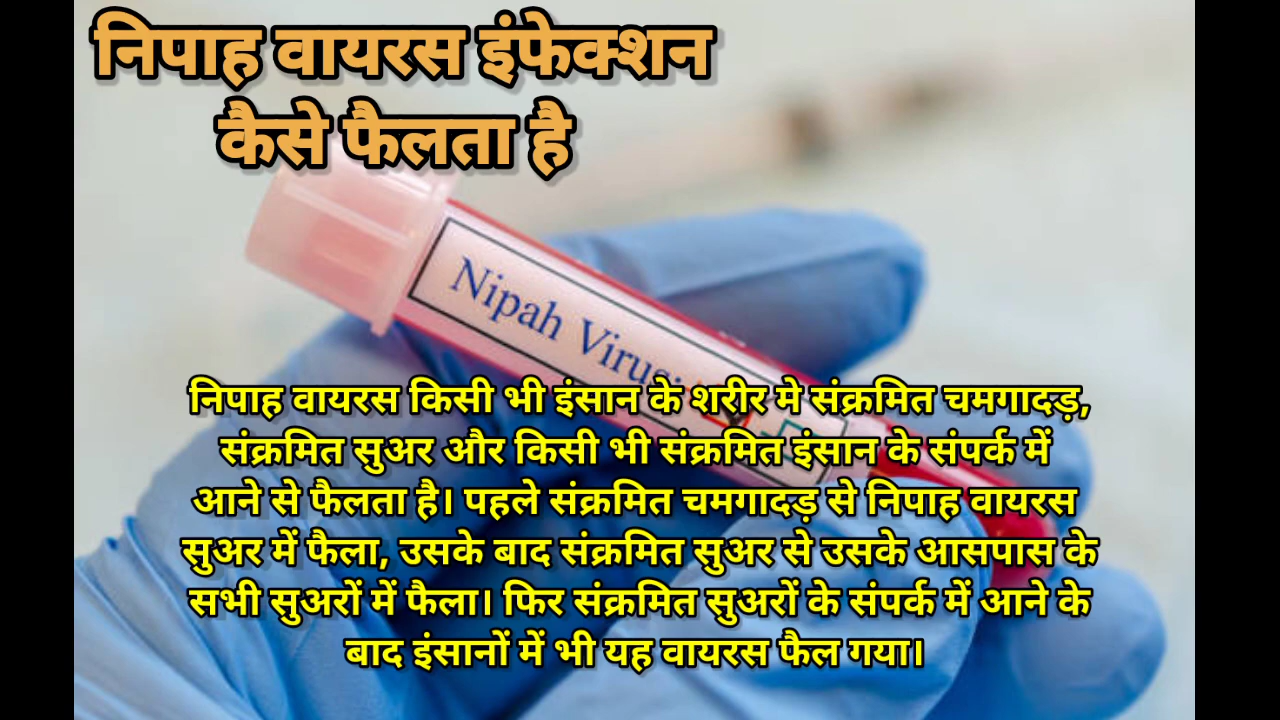 निपाह वायरस इंफेक्शन
कैसे फैलता है
Nipah Virus
निपाह वायरस किसी भी इंसान के शरीर मे संक्रमित चमगादड़,
संक्रमित सुअर और किसी भी संक्रमित इंसान के संपर्क में
आने से फैलता है। पहले संक्रमित चमगादड़ से निपाह वायरस
सुअर में फैला, उसके बाद संक्रमित सुअर से उसके आसपास के
सभी सुअरों में फैला। फिर संक्रमित सुअरों के संपर्क में आने के
बाद इंसानों में भी यह वायरस फैल गया।